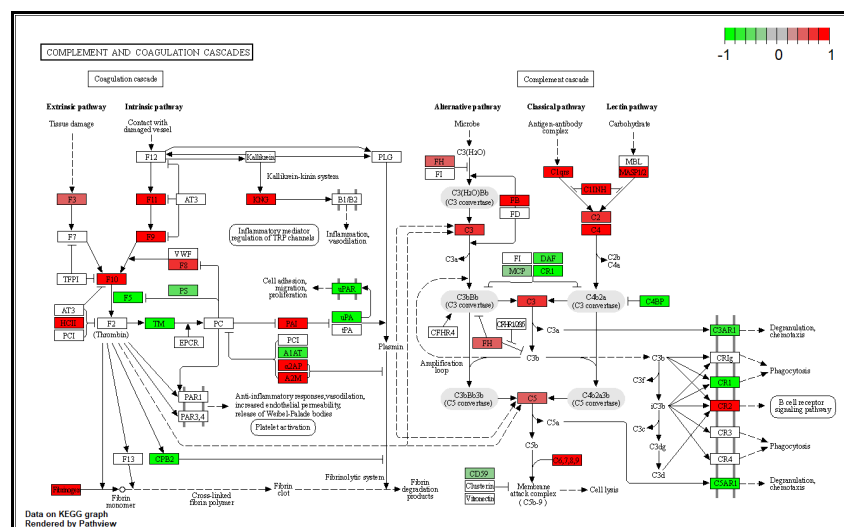 -1 0 1
COMPLEMENT AND COAGULATION CASCADES
Coagulation cascade
Complement cascade
Extrinsic pathway
Intrinsic pathway
Tissue damage
Contact with
damaged vessel
F12
Kallikrein
PLG
Kallikrein-kinin system
F3
F11
AT3
KNG
B1/B2
F7
F9
Inflammatory mediator
regulation of TRP channels
Inflammation,
vasodilation
VWF
F8
TFPI
F10
F5
PS
Cell adhesion,
migration,
proliferation
uPAR
AT3
HCII
PCI
F2
(Thrombin)
TM
PC
PAI
uPA
tPA
EPCR
PCI
A1AT
α2AP
A2M
Plasmin
PAR1
PAR3,4
Anti-inflammatory responses,vasodilation,
increased endothelial permeability,
release of Weibel-Palade bodies
Platelet activation
F13
CPB2
Fibrinolytic system
Fibrin
monomer
Cross-linked
fibrin polymer
Fibrin
clot
Fibrin
degradation
products
Alternative pathway
Classical pathway
Lectin pathway
Microbe
Antigen-antibody
complex
Carbohydrate
C3(H2O)
FH
FI
C1qrs
MBL
MASP1/2
C1INH
C3(H2O)Bb
(C3 convertase)
FB
FD
C2
C4
C3
C3a
FI
DAF
MCP
CR1
C2b
C4a
C3bBb
(C3 convertase)
C3
C4b2a
(C3 convertase)
C4BP
CFHR4
FH
C3a
C3b
C3b
Amplification
loop
C3f
iC3b
C3c
C3dg
C3d
C3bBb3b
(C5 convertase)
C5
C4b2a3b
(C5 convertase)
C5a
C5b
CD59
Clusterin
Vitronectin
C6,7,8,9
Membrane
attack complex
( C5b-9 )
Cell lysis
C3AR1
Degranulation,
chemotaxis
CRIg
Phagocytosis
CR1
CR2
B cell receptor
signaling pathway
CR3
Phagocytosis
CR4
C5AR1
Degranulation,
chemotaxis
Data on KEGG graph
Rendered by Pathview